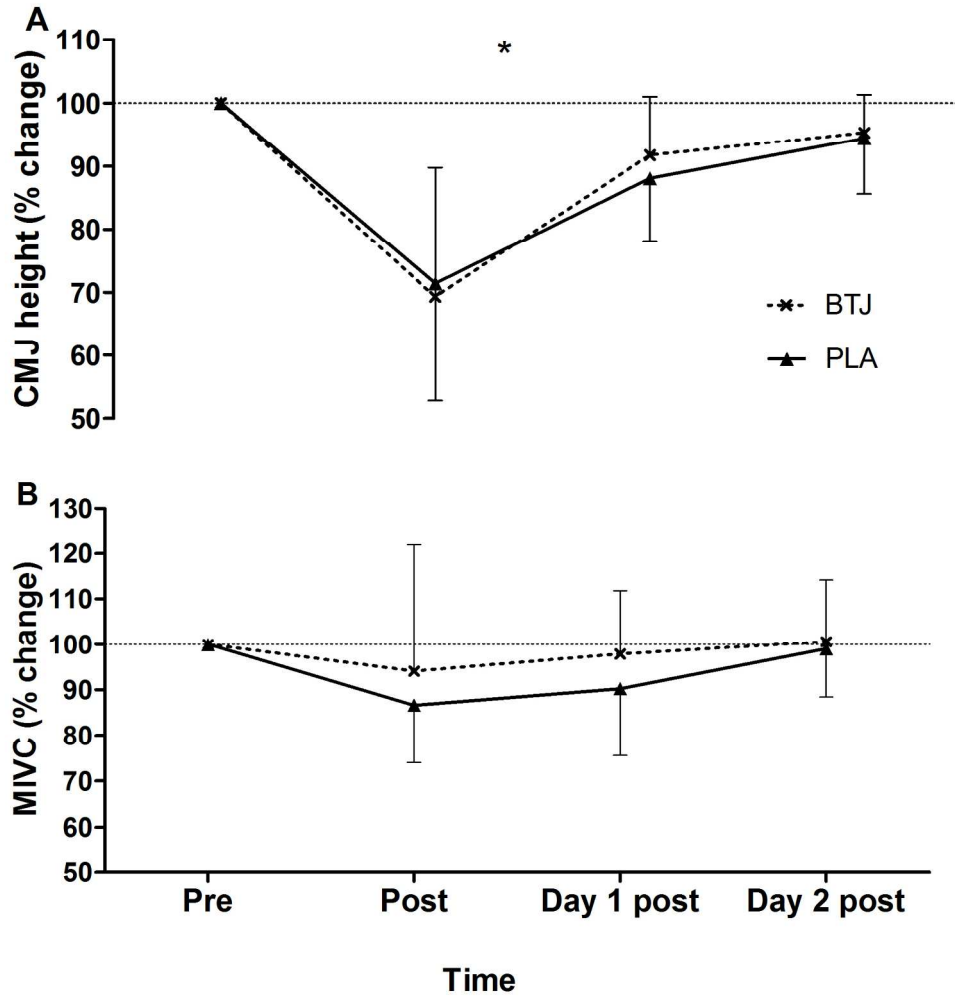 A
CMJ height (% change)
110
*
100
90
80
70
60
50
BTJ
PLA
B
MIVC (% change)
130
120
110
100
90
80
70
60
50
Pre Post Day 1 post Day 2 post
Time